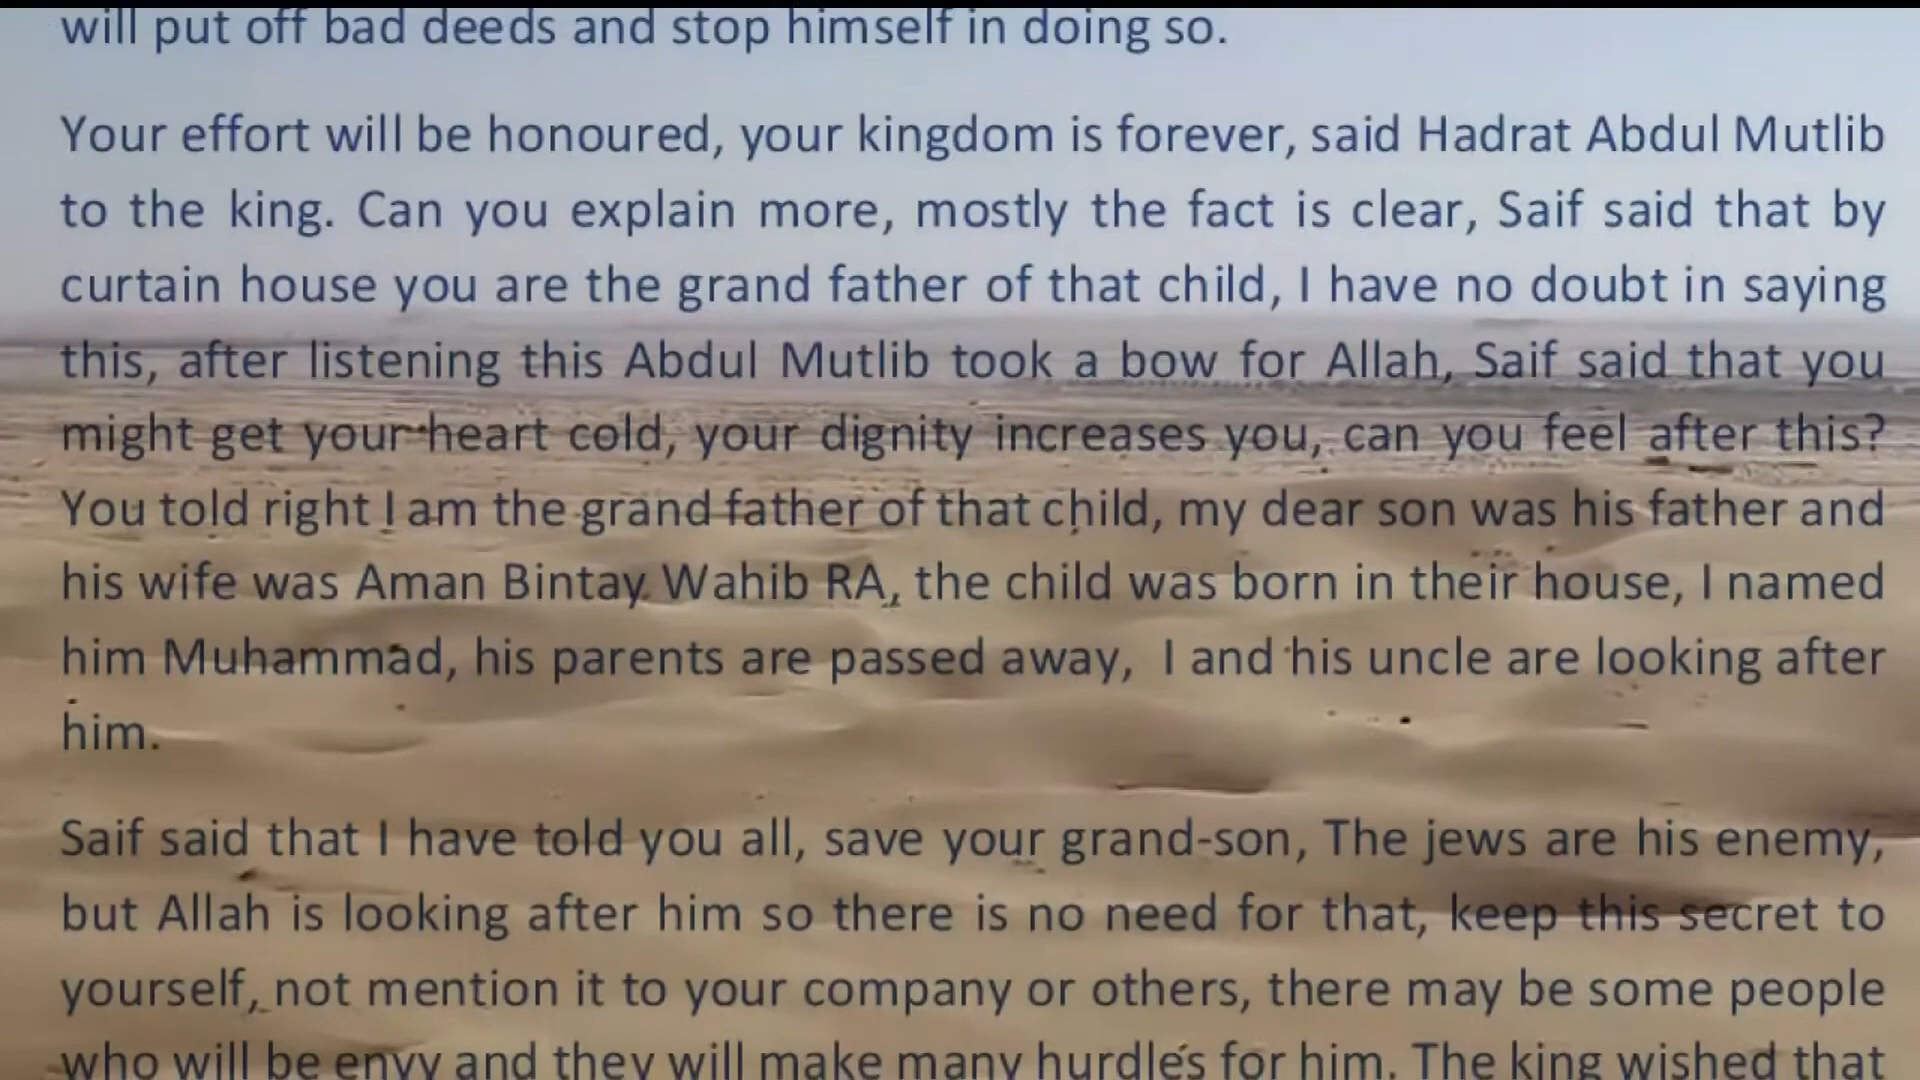 will put off bad deeds and stop himself in doing so.
Your effort will be honoured, your kingdom is forever, said Hadrat Abdul Mutlib
to the king. Can you explain more, mostly the fact is clear, Saif said that by
curtain house you are the grand father of that child, I have no doubt in saying
this, after listening this Abdul Mutlib took a bow for Allah, Saif said that you
might get your heart cold, your dignity increases you, can you feel after this?
You told right I am the grand father of that child, my dear son was his father and
his wife was Aman Bintay Wahib RA, the child was born in their house, I named
him Muhammad, his parents are passed away, I and his uncle are looking after
him.
Saif said that I have told you all, save your grand-son, The jews are his enemy,
but Allah is looking after him so there is no need for that, keep this secret to
yourself, not mention it to your company or others, there may be some people
who will be envy and they will make many hurdles for him. The king wished that